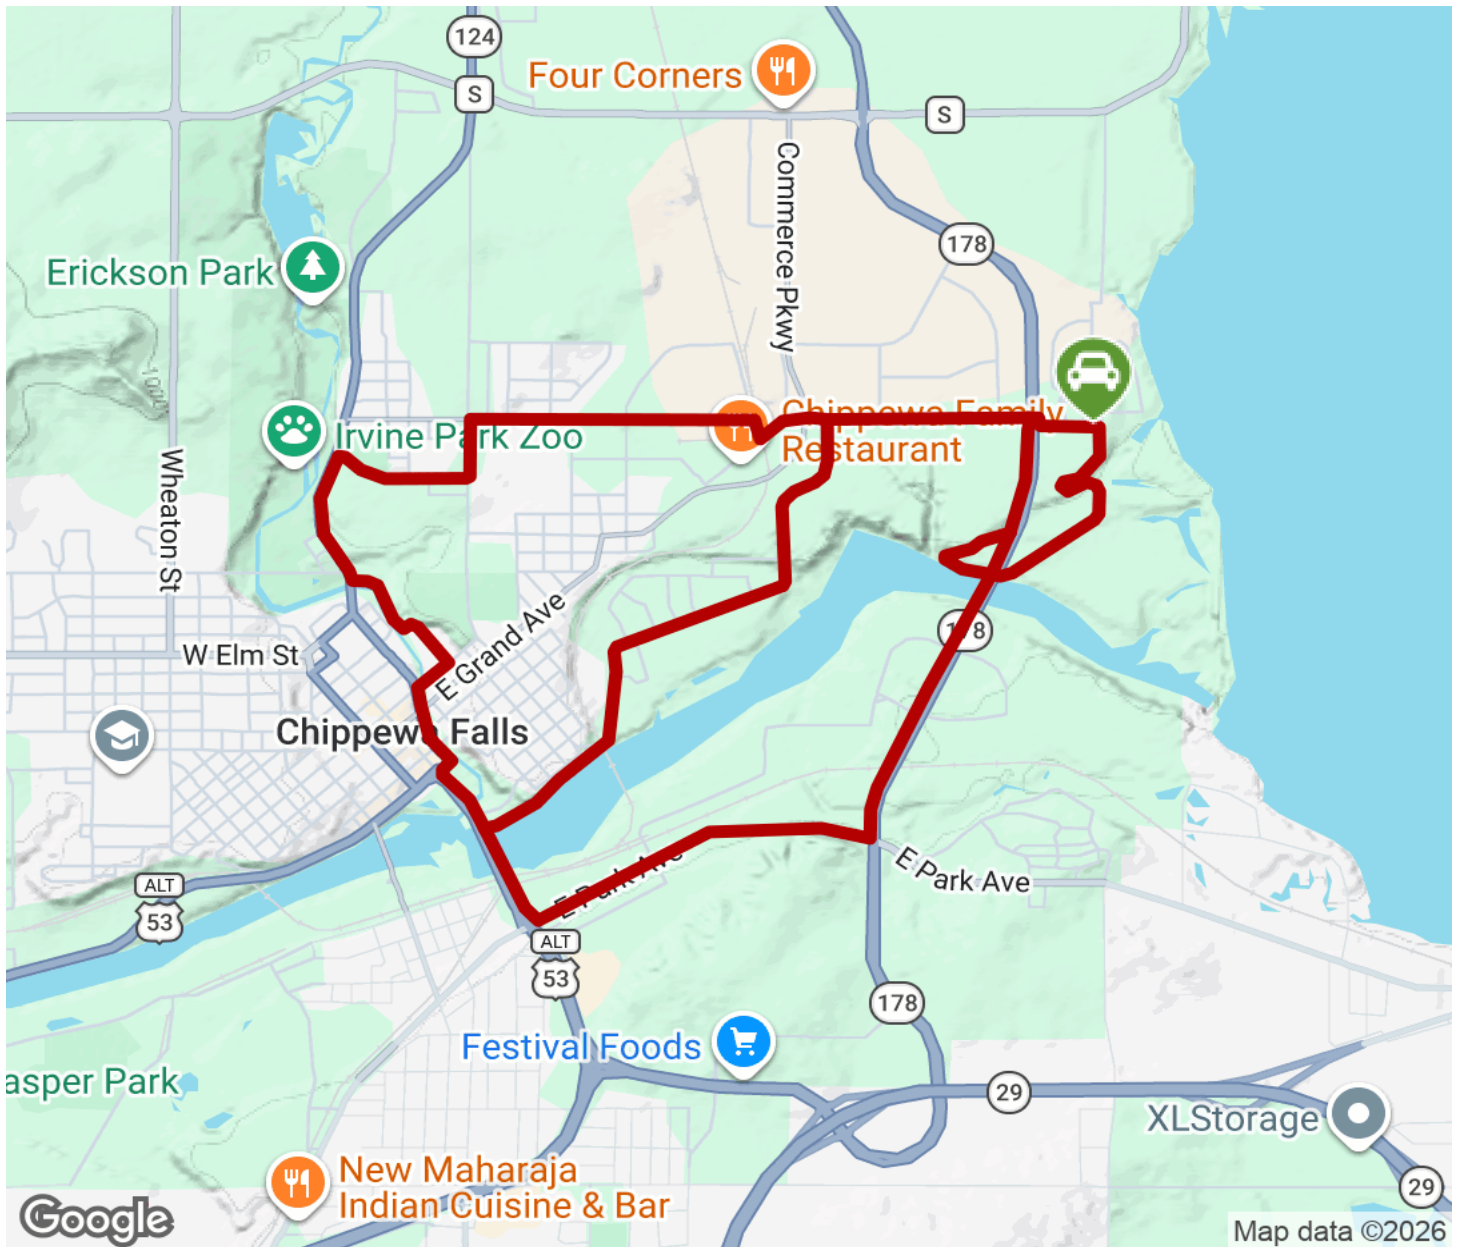 124
S
Four Corners
S
Commerce Pkwy
178
Erickson Park
Chippewa Family
Restaurant
Irvine Park Zoo
Wheaton St
E Grand Ave
178
W Elm St
Chippewa Falls
E Park Ave
E Park Ave
ALT
53
ALT
53
178
Festival Foods
asper Park
29
XLStorage
New Maharaja
Indian Cuisine & Bar
29
Google
Map data ©2026